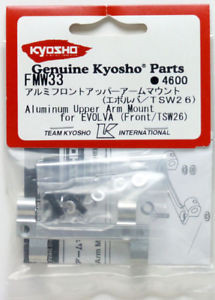 KYOSHO
Genuine Kyosho® Parts
FMW33 ●4600
アルミフロントアッパーアームマウント
(エボルバ/TSW26)
Aluminum Upper Arm Mount
for EVOLVA (Front/TSW26)
TEAM KYOSHO K INTERNATIONAL